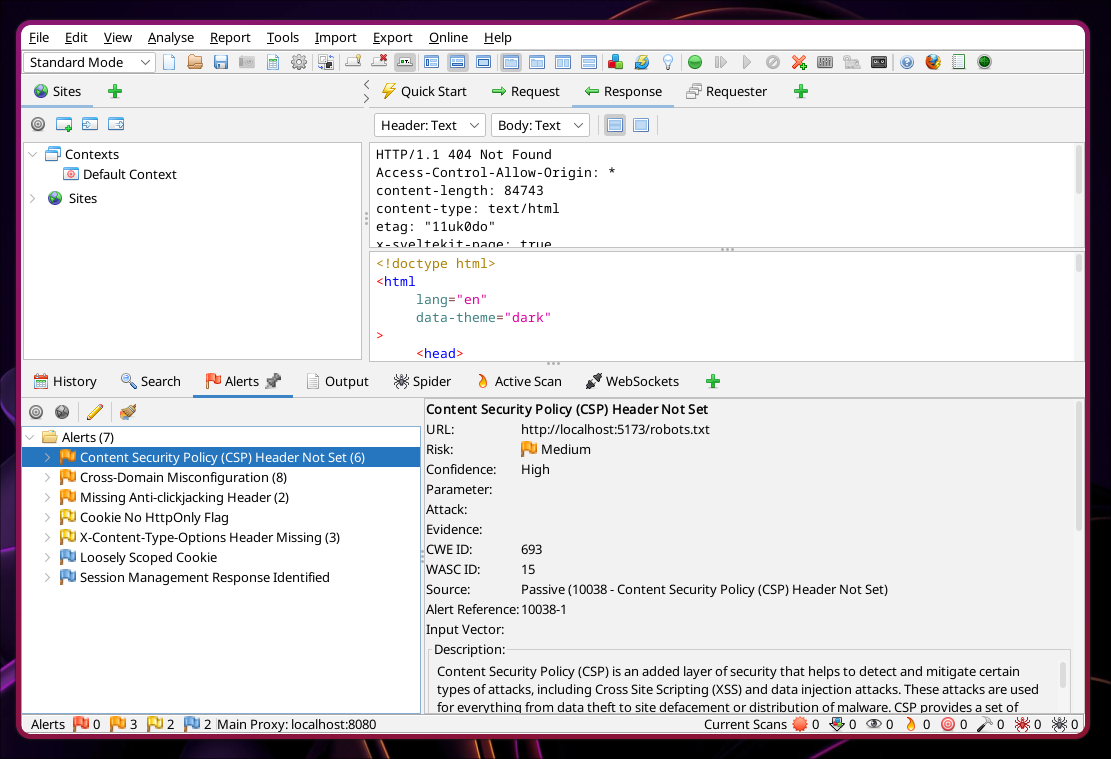 File Edit View Analyse Report Tools Import Export Online Help
Standard Mode
Sites
Quick Start Request Response Requester
Header: Text Body: Text
Contexts
Default Context
Sites
HTTP/1.1 404 Not Found
Access-Control-Allow-Origin: *
content-length: 84743
content-type: text/html
etag: "11uk0do"
x-sveltekit-page: true
<!doctype html>
<html
lang="en"
data-theme="dark"
>
<head>
History Search Alerts Output Spider Active Scan WebSockets
Alerts (7)
Content Security Policy (CSP) Header Not Set (6)
Cross-Domain Misconfiguration (8)
Missing Anti-clickjacking Header (2)
Cookie No HttpOnly Flag
X-Content-Type-Options Header Missing (3)
Loosely Scoped Cookie
Session Management Response Identified
Content Security Policy (CSP) Header Not Set
URL: http://localhost:5173/robots.txt
Risk: Medium
Confidence: High
Parameter:
Attack:
Evidence:
CWE ID: 693
WASC ID: 15
Source: Passive (10038 - Content Security Policy (CSP) Header Not Set)
Alert Reference: 10038-1
Input Vector:
Description:
Content Security Policy (CSP) is an added layer of security that helps to detect and mitigate certain
types of attacks, including Cross Site Scripting (XSS) and data injection attacks. These attacks are used
for everything from data theft to site defacement or distribution of malware. CSP provides a set of
Alerts 0 3 2 2 Main Proxy: localhost:8080 Current Scans 0 0 0 0 0 0 0 0